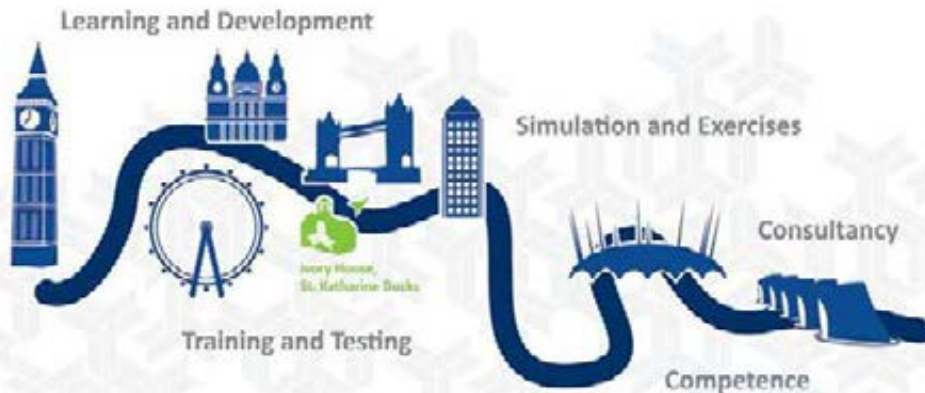 Learning and Development
Simulation and Exercises
Consultancy
Ivory House,
St. Katharine Docks
Training and Testing
Competence